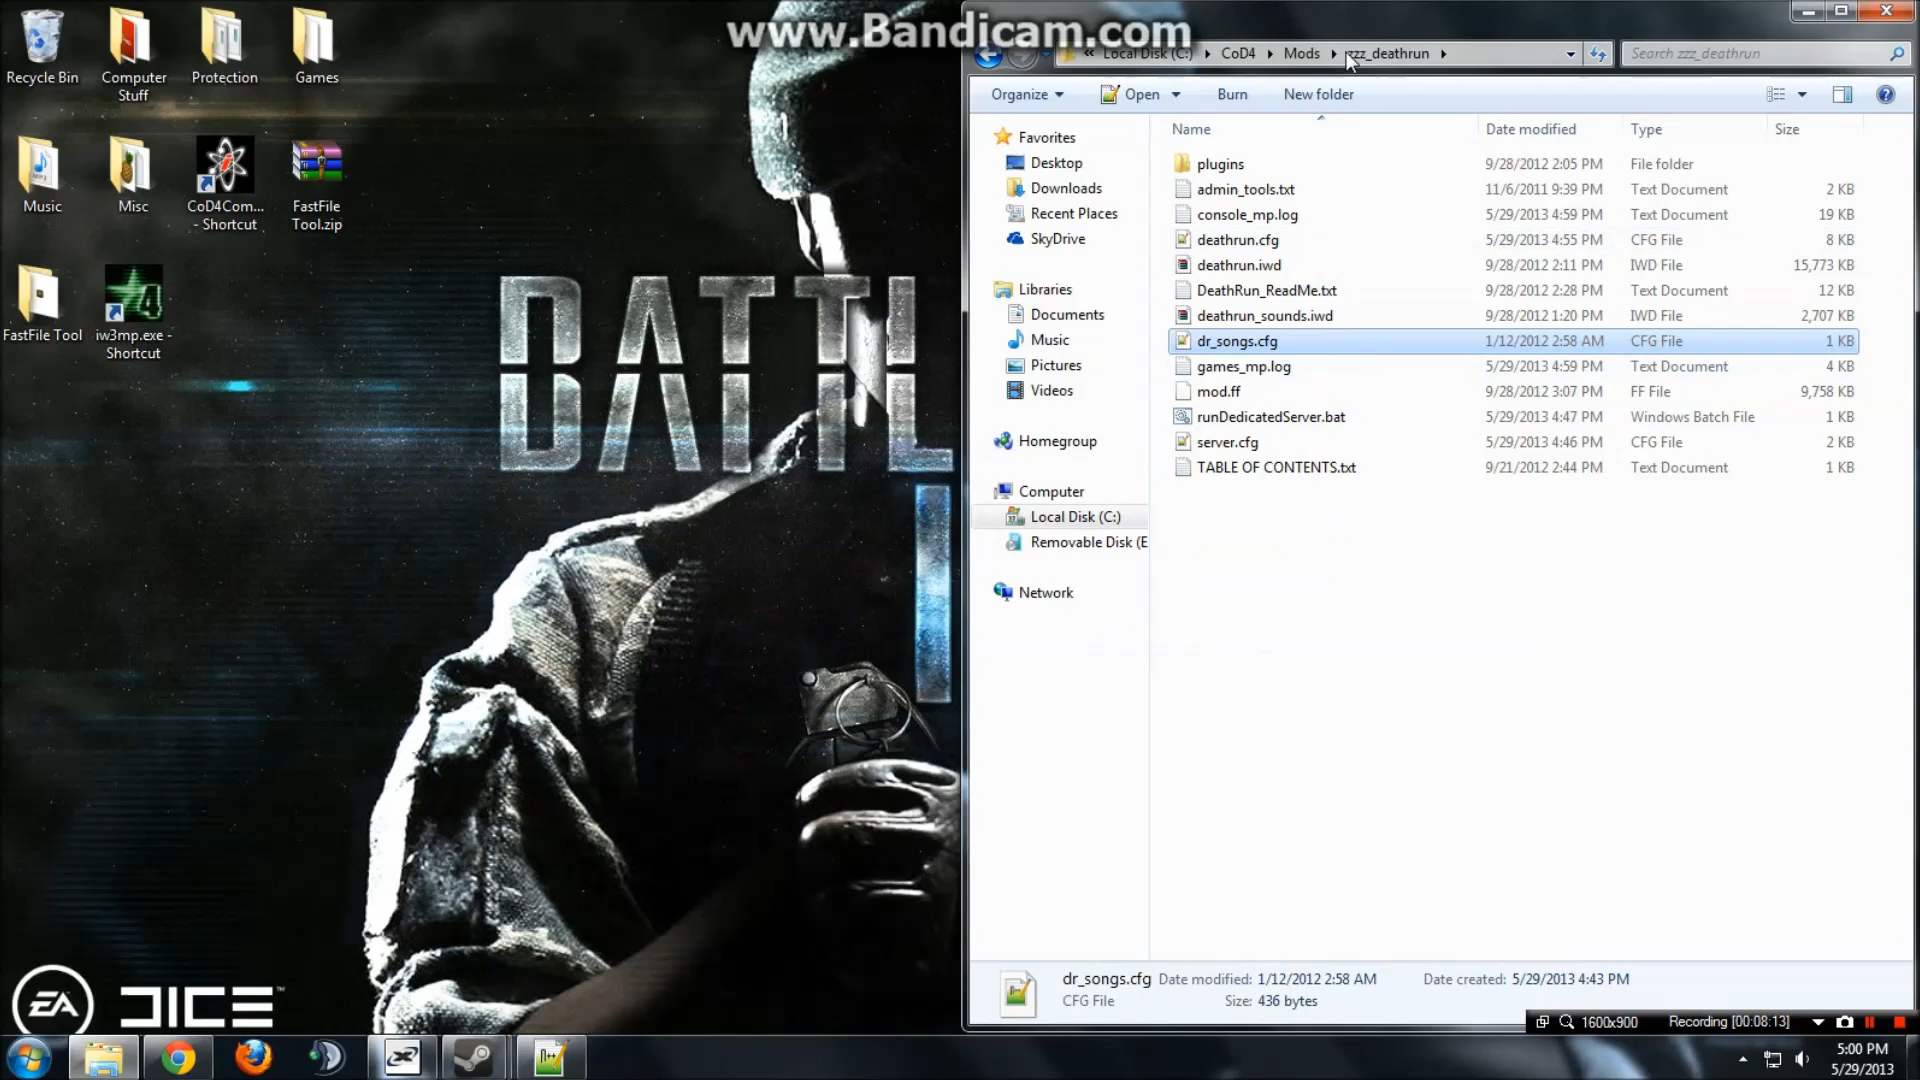 www.Bandicam.com
Recycle Bin
Computer
Stuff
Protection
Games
Music
Misc
CoD4Com...
- Shortcut
FastFile
Tool.zip
FastFile Tool
iw3mp.exe -
Shortcut
BATTL
EA
DICE™
« Local Disk (C:) CoD4 Mods zzz_deathrun
Search zzz_deathrun
Organize Open Burn New folder
Name Date modified Type Size
Favorites
Desktop
Downloads
Recent Places
SkyDrive
Libraries
Documents
Music
Pictures
Videos
Homegroup
Computer
Local Disk (C:)
Removable Disk (E
Network
plugins 9/28/2012 2:05 PM File folder
admin_tools.txt 11/6/2011 9:39 PM Text Document 2 KB
console_mp.log 5/29/2013 4:59 PM Text Document 19 KB
deathrun.cfg 5/29/2013 4:55 PM CFG File 8 KB
deathrun.iwd 9/28/2012 2:11 PM IWD File 15,773 KB
DeathRun_ReadMe.txt 9/28/2012 2:28 PM Text Document 12 KB
deathrun_sounds.iwd 9/28/2012 1:20 PM IWD File 2,707 KB
dr_songs.cfg 1/12/2012 2:58 AM CFG File 1 KB
games_mp.log 5/29/2013 4:59 PM Text Document 4 KB
mod.ff 9/28/2012 3:07 PM FF File 9,758 KB
runDedicatedServer.bat 5/29/2013 4:47 PM Windows Batch File 1 KB
server.cfg 5/29/2013 4:46 PM CFG File 2 KB
TABLE OF CONTENTS.txt 9/21/2012 2:44 PM Text Document 1 KB
dr_songs.cfg Date modified: 1/12/2012 2:58 AM Date created: 5/29/2013 4:43 PM
CFG File Size: 436 bytes
1600x900 Recording [00:08:13]
5:00 PM
5/29/2013